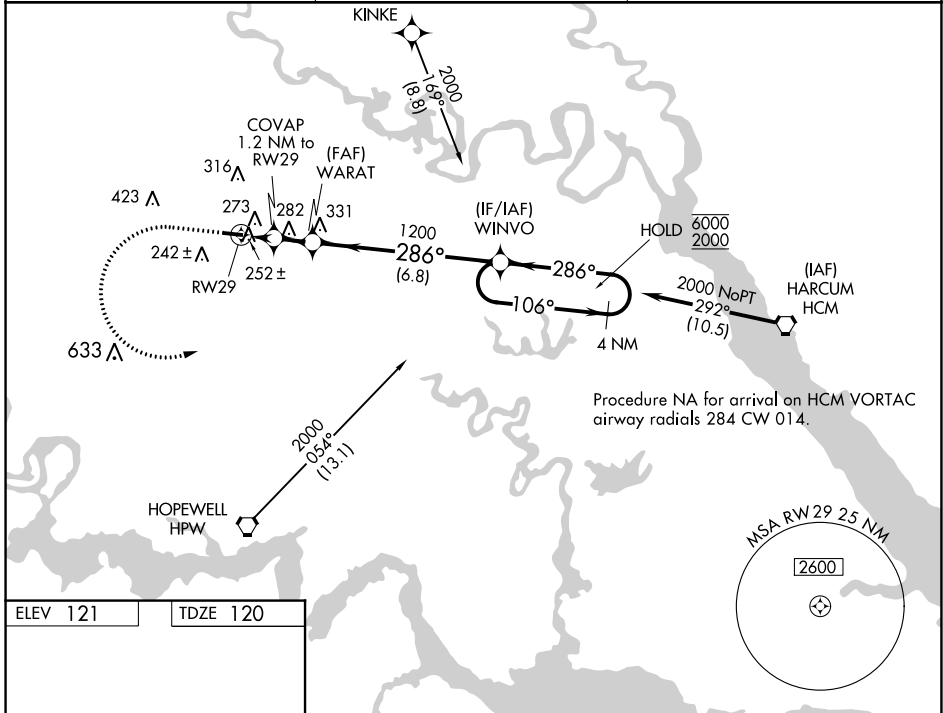 KINKE
2000
169°
(8.8)
COVAP
1.2 NM to
RW29
(FAF)
WARAT
316
423
273
282
331
242 ±
252 ±
RW29
633
1200
286°
(6.8)
(IF/IAF)
WINVO
HOLD
6000
2000
286°
106°
4 NM
2000 NoPT
292°
(10.5)
(IAF)
HARCUM
HCM
Procedure NA for arrival on HCM VORTAC
airway radials 284 CW 014.
2000
054°
(13.1)
HOPEWELL
HPW
MSA RW 29 25 NM
2600
ELEV 121
TDZE 120